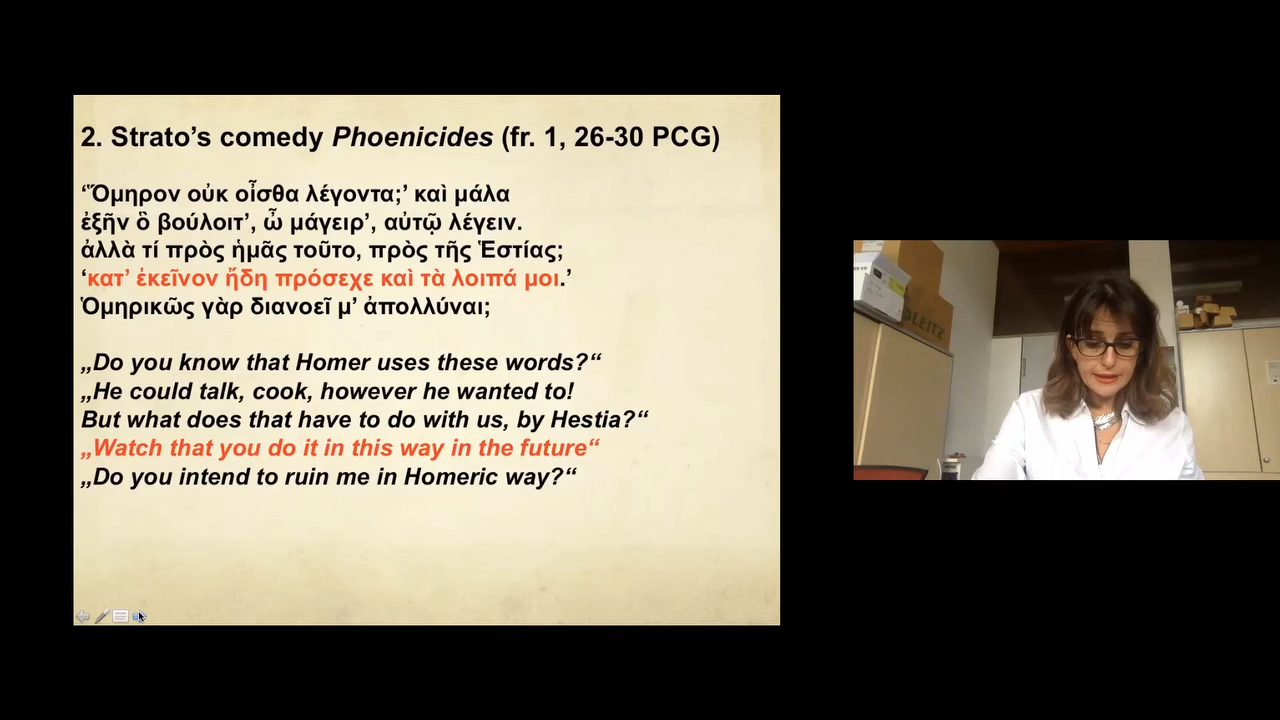 2. Strato’s comedy Phoenicides (fr. 1, 26-30 PCG)
‘Ὅμηρον οὐκ οἶσθα λέγοντα;’ καὶ μάλα
ἐξῆν ὃ βούλοιτ’, ὦ μάγειρ’, αὐτῷ λέγειν.
ἀλλὰ τί πρὸς ἡμᾶς τοῦτο, πρὸς τῆς Ἑστίας;
‘κατ’ ἐκεῖνον ἤδη πρόσεχε καὶ τὰ λοιπά μοι.’
Ὁμηρικῶς γὰρ διανοεῖ μ’ ἀπολλύναι;
„Do you know that Homer uses these words?“
„He could talk, cook, however he wanted to!
But what does that have to do with us, by Hestia?“
„Watch that you do it in this way in the future“
„Do you intend to ruin me in Homeric way?“
LEITZ